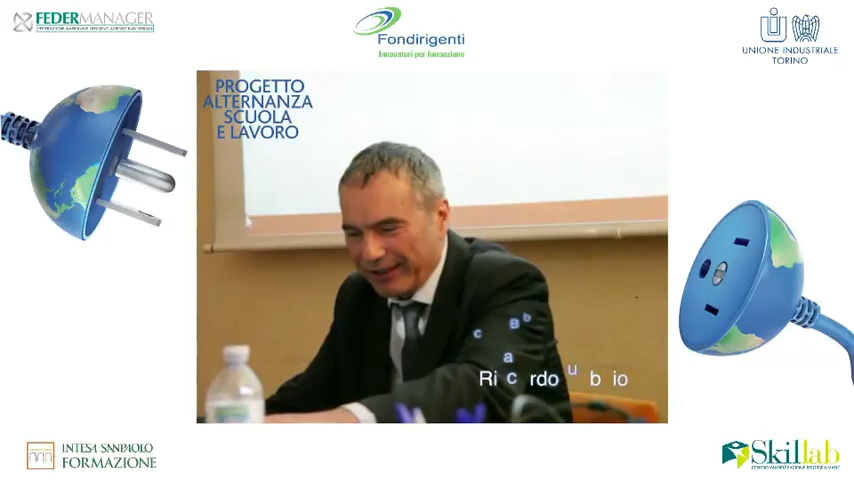 FEDERMANAGER
Fondirigenti
Innovatori per formazione
UNIONE INDUSTRIALE
TORINO
PROGETTO
ALTERNANZA
SCUOLA
E LAVORO
c B b
a
Ri c rdo u b io
INTESA SANPAOLO
FORMAZIONE
Skillab